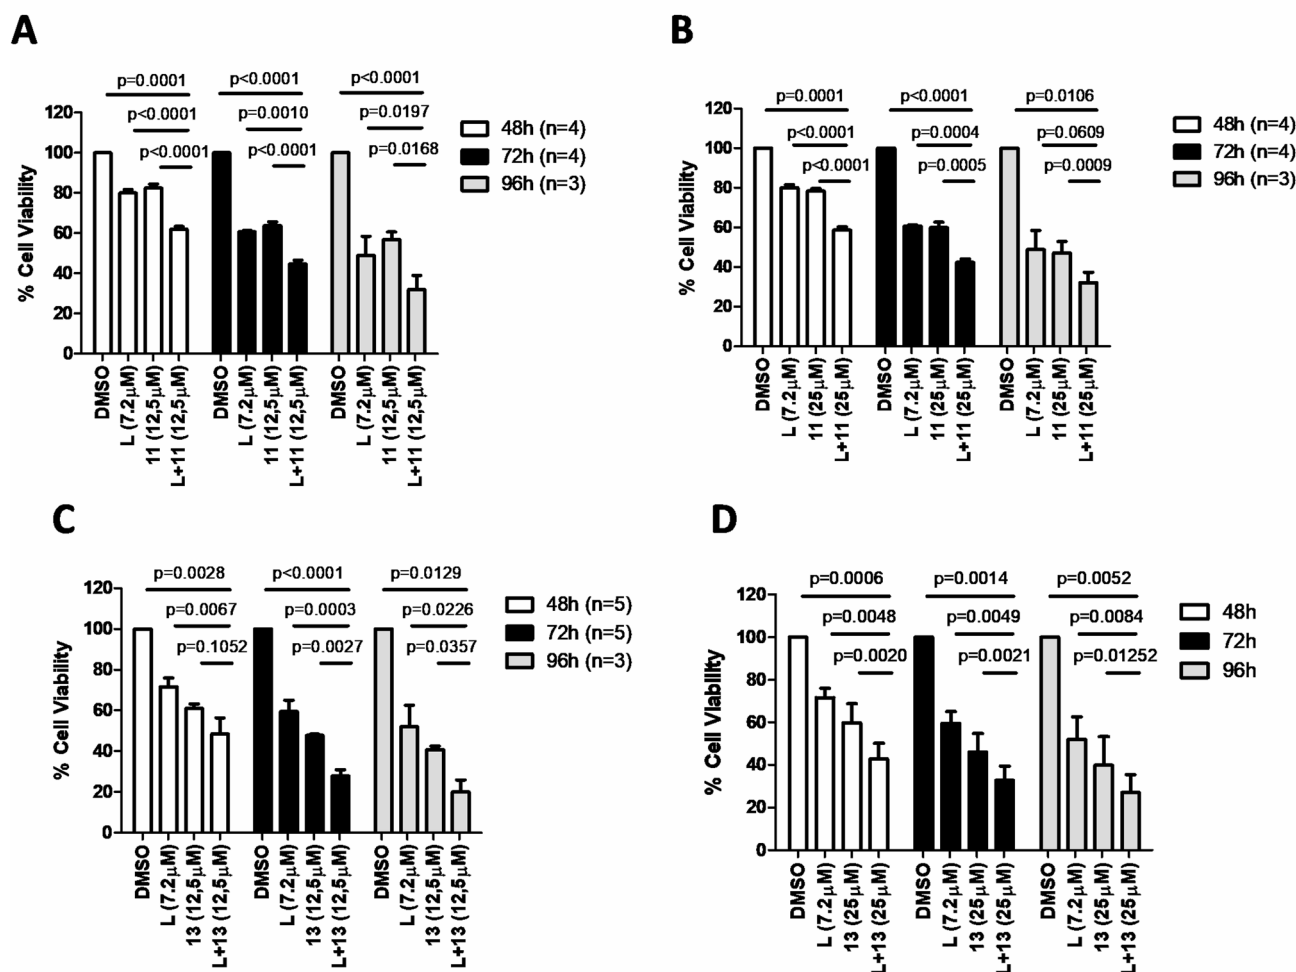 A
p=0.0001
p<0.0001
p<0.0001
p<0.0001
p=0.0010
p=0.0197
p<0.0001
p<0.0001
p=0.0168
120
100
80
60
40
20
0
% Cell Viability
48h (n=4)
72h (n=4)
96h (n=3)
DMSO
L (7.2μM)
11 (12,5μM)
L+11 (12,5μM)
DMSO
L (7.2μM)
11 (12,5μM)
L+11 (12,5μM)
DMSO
L (7.2μM)
11 (12,5μM)
L+11 (12,5μM)
B
p=0.0001
p<0.0001
p=0.0106
p<0.0001
p=0.0004
p=0.0609
p<0.0001
p=0.0005
p=0.0009
120
100
80
60
40
20
0
% Cell Viability
48h (n=4)
72h (n=4)
96h (n=3)
DMSO
L (7.2μM)
11 (25μM)
L+11 (25μM)
DMSO
L (7.2μM)
11 (25μM)
L+11 (25μM)
DMSO
L (7.2μM)
11 (25μM)
L+11 (25μM)
C
p=0.0028
p<0.0001
p=0.0129
p=0.0067
p=0.0003
p=0.0226
p=0.1052
p=0.0027
p=0.0357
120
100
80
60
40
20
0
% Cell Viability
48h (n=5)
72h (n=5)
96h (n=3)
DMSO
L (7.2μM)
13 (12,5μM)
L+13 (12,5μM)
DMSO
L (7.2μM)
13 (12,5μM)
L+13 (12,5μM)
DMSO
L (7.2μM)
13 (12,5μM)
L+13 (12,5μM)
D
p=0.0006
p=0.0014
p=0.0052
p=0.0048
p=0.0049
p=0.0084
p=0.0020
p=0.0021
p=0.01252
120
100
80
60
40
20
0
% Cell Viability
48h
72h
96h
DMSO
L (7.2μM)
13 (25μM)
L+13 (25μM)
DMSO
L (7.2μM)
13 (25μM)
L+13 (25μM)
DMSO
L (7.2μM)
13 (25μM)
L+13 (25μM)